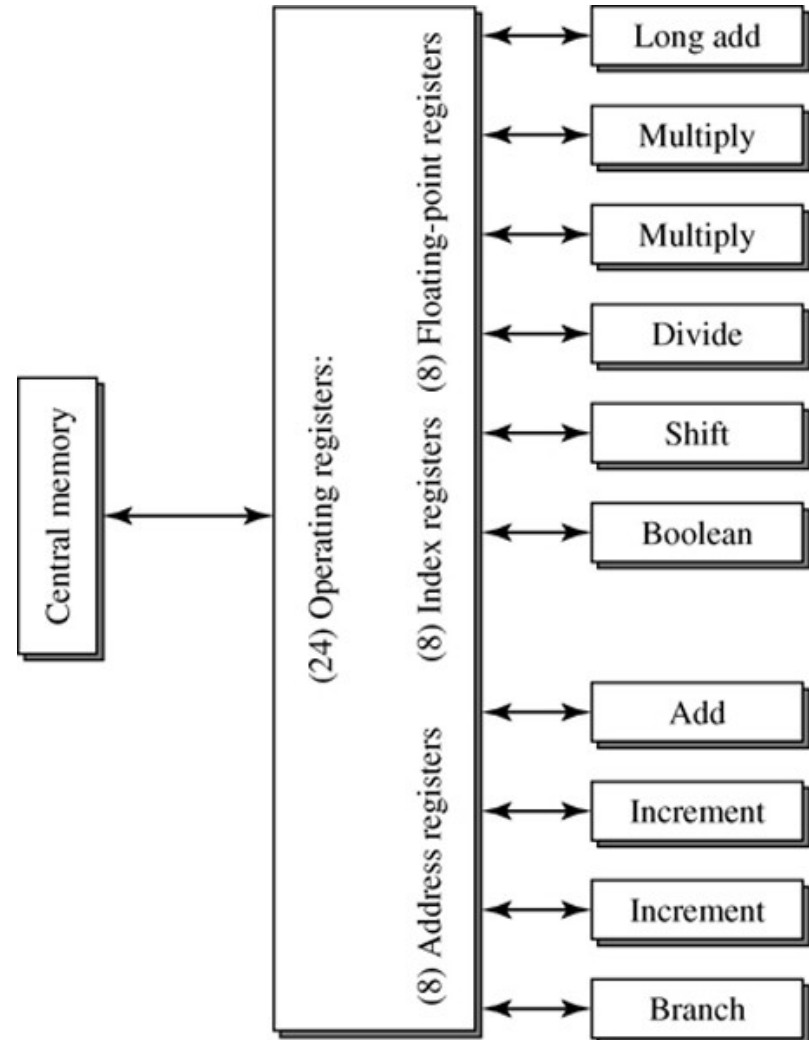 Central memory
(24) Operating registers:
(8) Address registers
(8) Index registers
(8) Floating-point registers
Long add
Multiply
Multiply
Divide
Shift
Boolean
Add
Increment
Increment
Branch